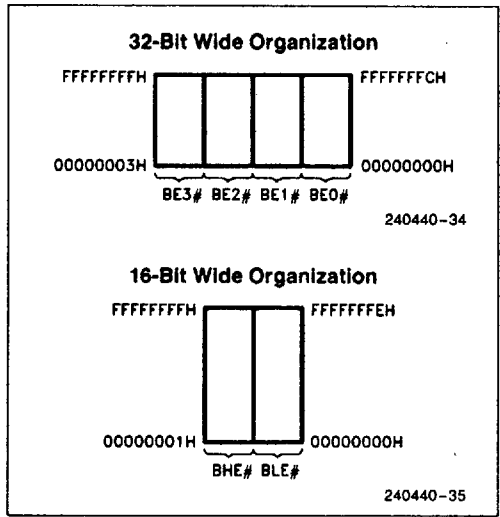 32-Bit Wide Organization
FFFFFFFFH FFFFFFFCH
00000003H 00000000H
BE3# BE2# BE1# BE0#
240440-34
16-Bit Wide Organization
FFFFFFFFH FFFFFFFEH
00000001H 00000000H
BHE# BLE#
240440-35